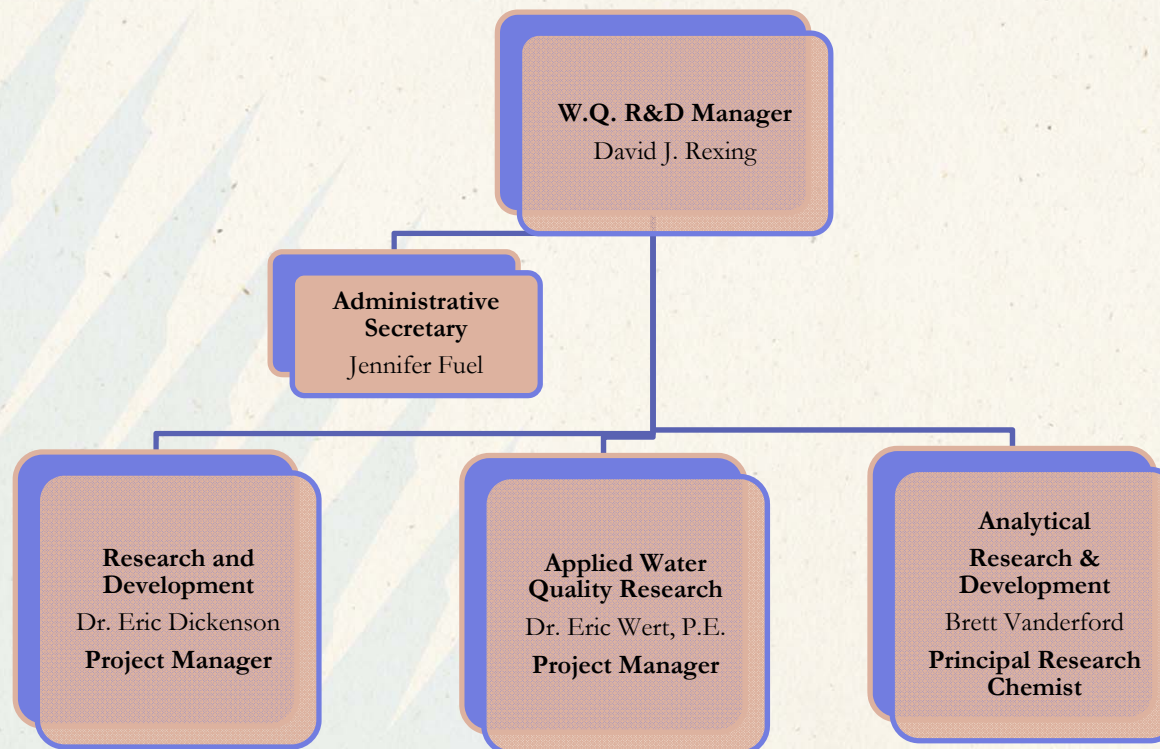 W.Q. R&D Manager
David J. Rexing
Administrative
Secretary
Jennifer Fuel
Research and
Development
Dr. Eric Dickenson
Project Manager
Applied Water
Quality Research
Dr. Eric Wert, P.E.
Project Manager
Analytical
Research &
Development
Brett Vanderford
Principal Research
Chemist